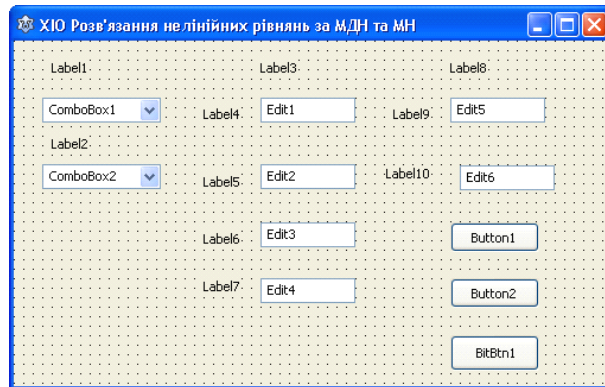 ХІО Розв'язання нелінійних рівнянь за МДН та МН
Label1 Label3 Label8
ComboBox1 Label4 Edit1 Label9 Edit5
Label2
ComboBox2 Label5 Edit2 Label10 Edit6
Label6 Edit3 Button1
Label7 Edit4 Button2
BitBtn1